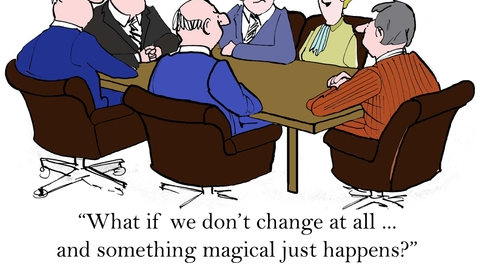 “What if we don’t change at all ...
and something magical just happens?”